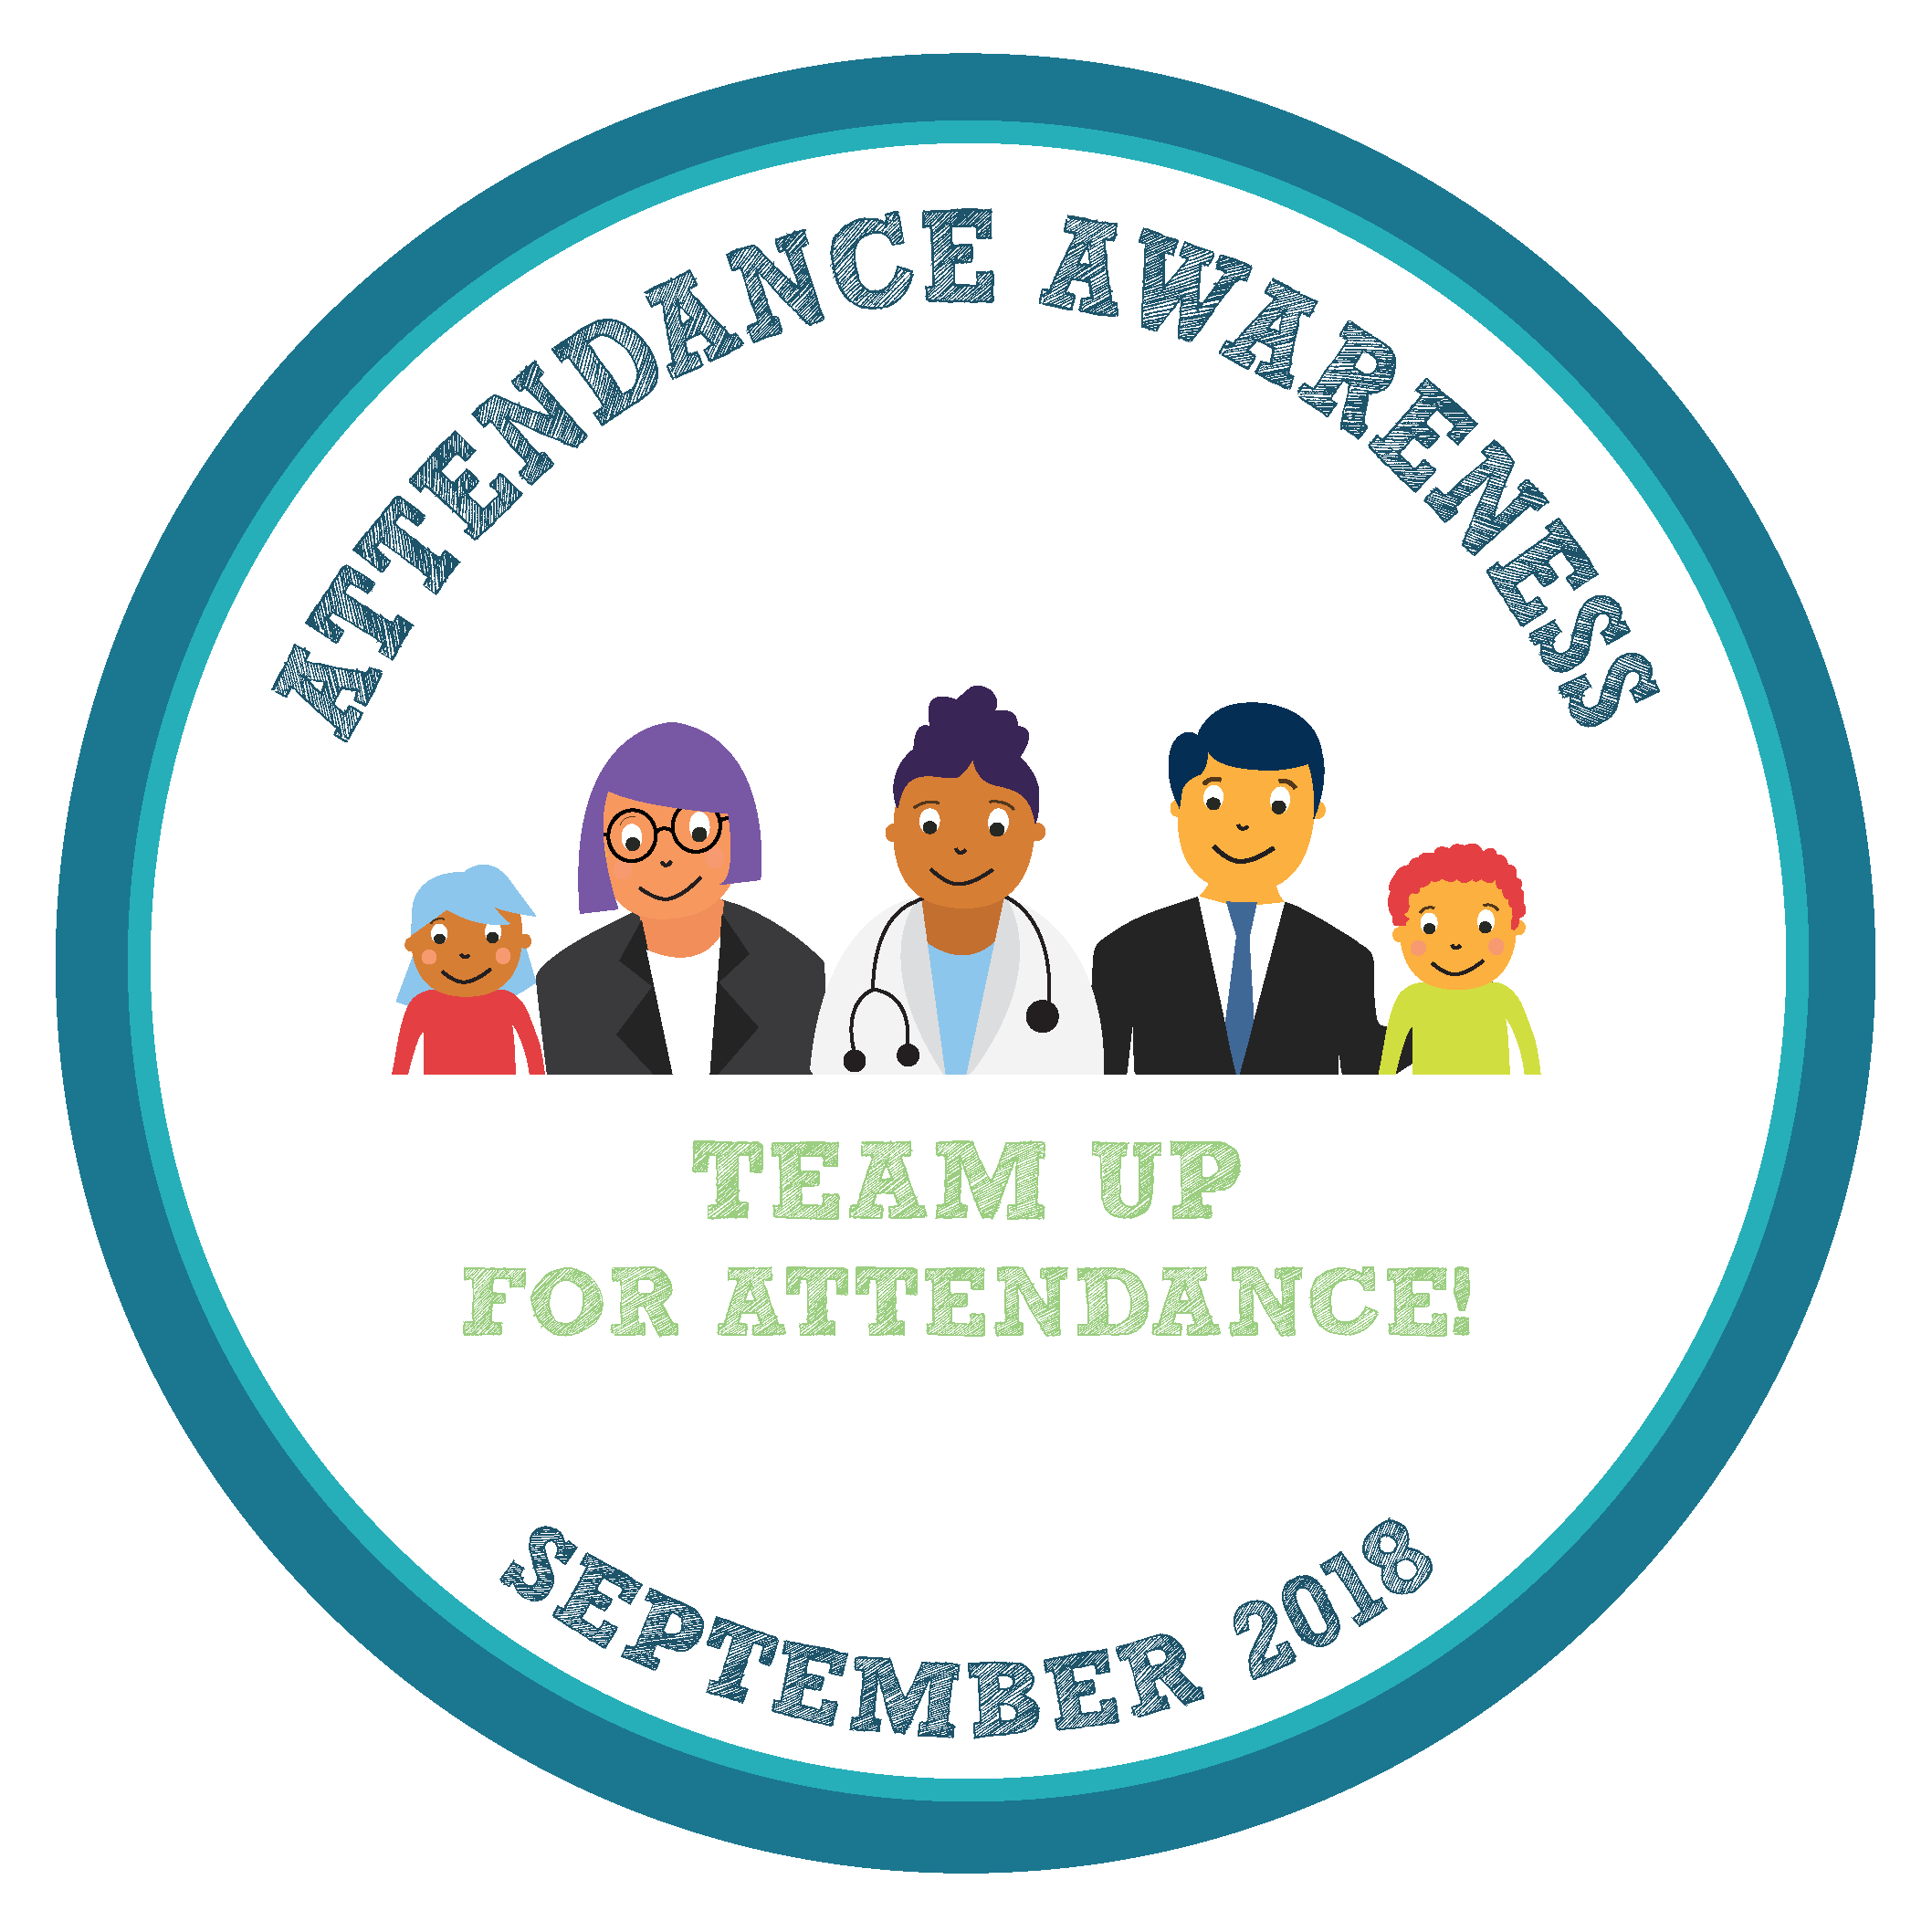 ATTENDANCE AWARENESS
TEAM UP
FOR ATTENDANCE!
SEPTEMBER 2018